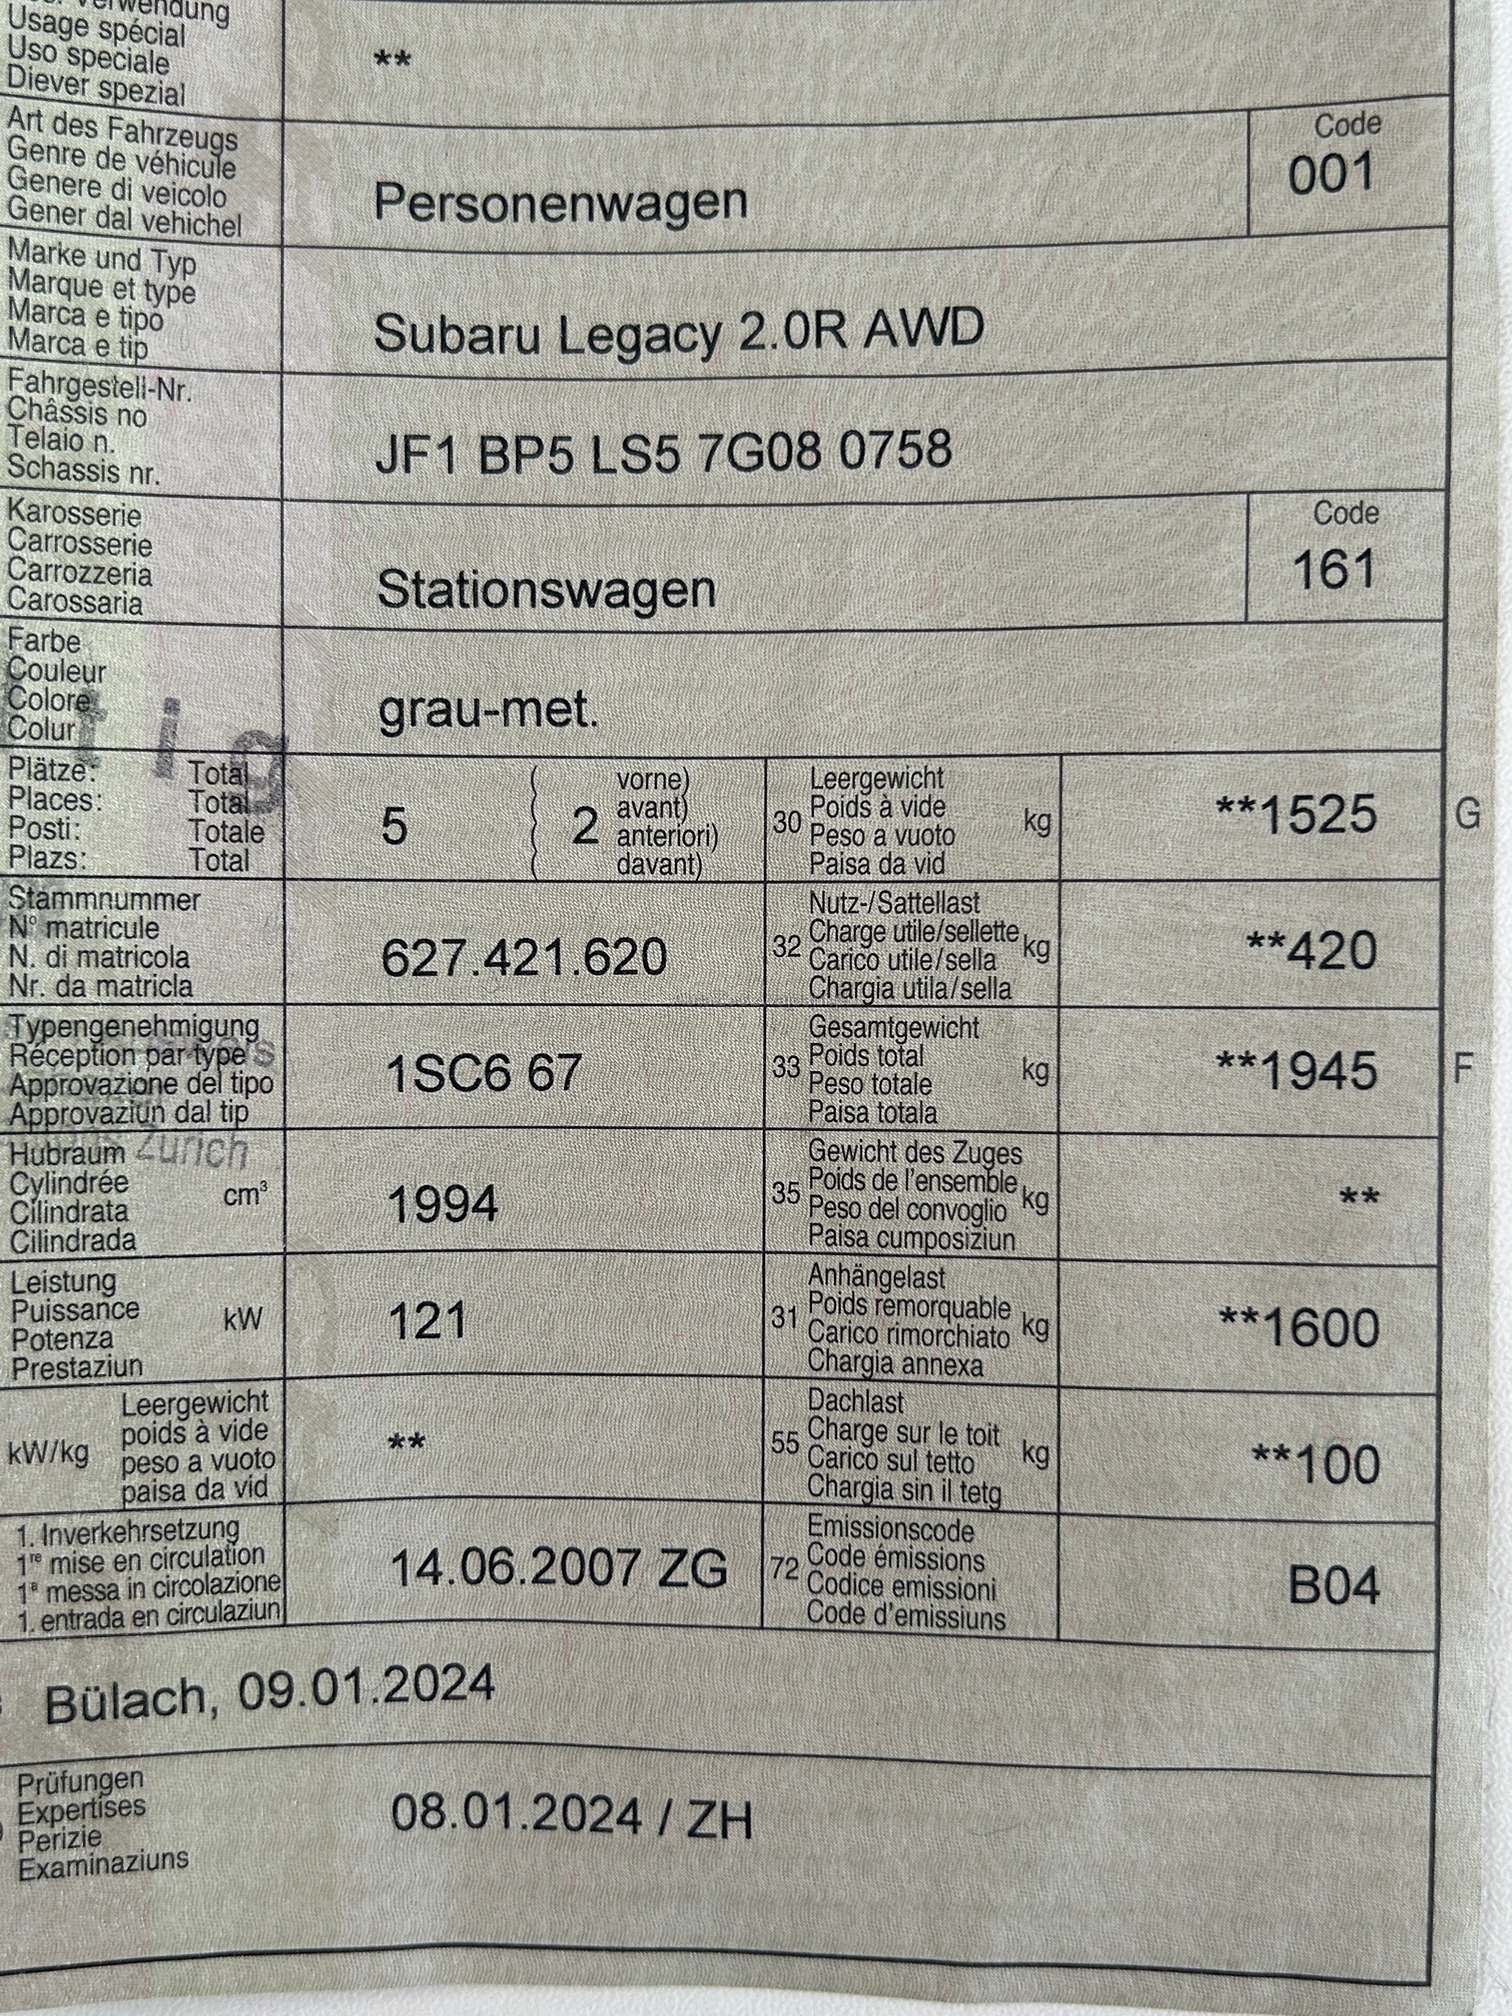 Verwendung
Usage spécial
Uso speciale
Diever spezial
**
Art des Fahrzeugs
Genre de véhicule
Genere di veicolo
Gener dal vehichel
Personenwagen
Code
001
Marke und Typ
Marque et type
Marca e tipo
Marca e tip
Subaru Legacy 2.0R AWD
Fahrgestell-Nr.
Châssis no
Telaio n.
Schassis nr.
JF1 BP5 LS5 7G08 0758
Karosserie
Carrosserie
Carrozzeria
Carossaria
Stationswagen
Code
161
Farbe
Couleur
Colore
Colur
grau-met.
t i g
Plätze: Total
Places: Total
Posti: Totale
Plazs: Total
5
2
vorne)
avant)
anteriori)
davant)
30
Leergewicht
Poids à vide
Peso a vuoto
Paisa da vid
kg
**1525
G
Stammnummer
N° matricule
N. di matricola
Nr. da matricla
627.421.620
32
Nutz-/Sattellast
Charge utile/sellette
Carico utile/sella
Chargia utila/sella
kg
**420
Typengenehmigung
Réception par type
Approvazione del tipo
Approvaziun dal tip
1SC6 67
33
Gesamtgewicht
Poids total
Peso totale
Paisa totala
kg
**1945
F
Zürich
Hubraum
Cylindrée
Cilindrata
Cilindrada
cm³
1994
35
Gewicht des Zuges
Poids de l'ensemble
Peso del convoglio
Paisa cumposiziun
kg
**
Leistung
Puissance
Potenza
Prestaziun
kW
121
31
Anhängelast
Poids remorquable
Carico rimorchiato
Chargia annexa
kg
**1600
kW/kg
Leergewicht
poids à vide
peso a vuoto
paisa da vid
**
55
Dachlast
Charge sur le toit
Carico sul tetto
Chargia sin il tetg
kg
**100
1. Inverkehrsetzung
1re mise en circulation
1a messa in circolazione
1. entrada en circulaziun
14.06.2007 ZG
72
Emissionscode
Code émissions
Codice emissioni
Code d'emissiuns
B04
Bülach, 09.01.2024
Prüfungen
Expertises
Perizie
Examinaziuns
08.01.2024 / ZH